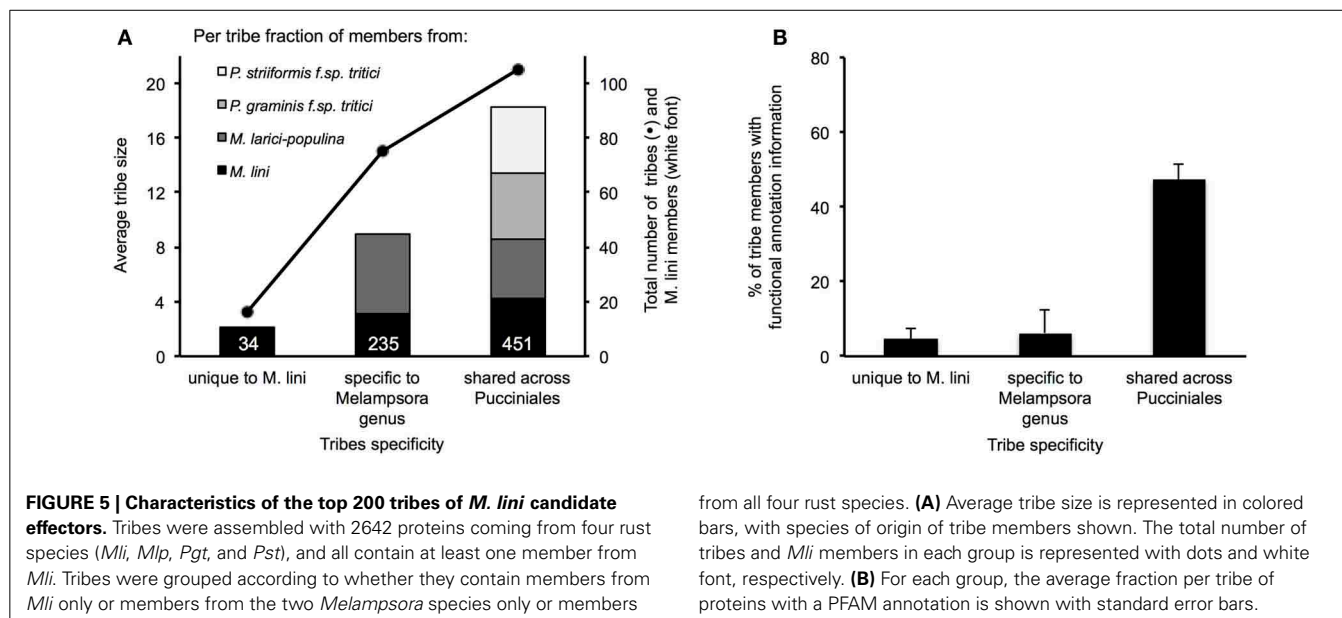 A
Per tribe fraction of members from:
P. striiformis f.sp. tritici
P. graminis f.sp. tritici
M. larici-populina
M. lini
Average tribe size
20
16
12
8
4
0
34
235
451
100
80
60
40
20
0
Total number of tribes (•) and
M. lini members (white font)
unique to M. lini
specific to
Melampsora
genus
shared across
Pucciniales
Tribes specificity
B
% of tribe members with
functional annotation information
80
60
40
20
0
unique to M. lini
specific to
Melampsora
genus
shared across
Pucciniales
Tribe specificity
FIGURE 5 | Characteristics of the top 200 tribes of M. lini candidate
effectors. Tribes were assembled with 2642 proteins coming from four rust
species (Mli, Mlp, Pgt, and Pst), and all contain at least one member from
Mli. Tribes were grouped according to whether they contain members from
Mli only or members from the two Melampsora species only or members
from all four rust species. (A) Average tribe size is represented in colored
bars, with species of origin of tribe members shown. The total number of
tribes and Mli members in each group is represented with dots and white
font, respectively. (B) For each group, the average fraction per tribe of
proteins with a PFAM annotation is shown with standard error bars.